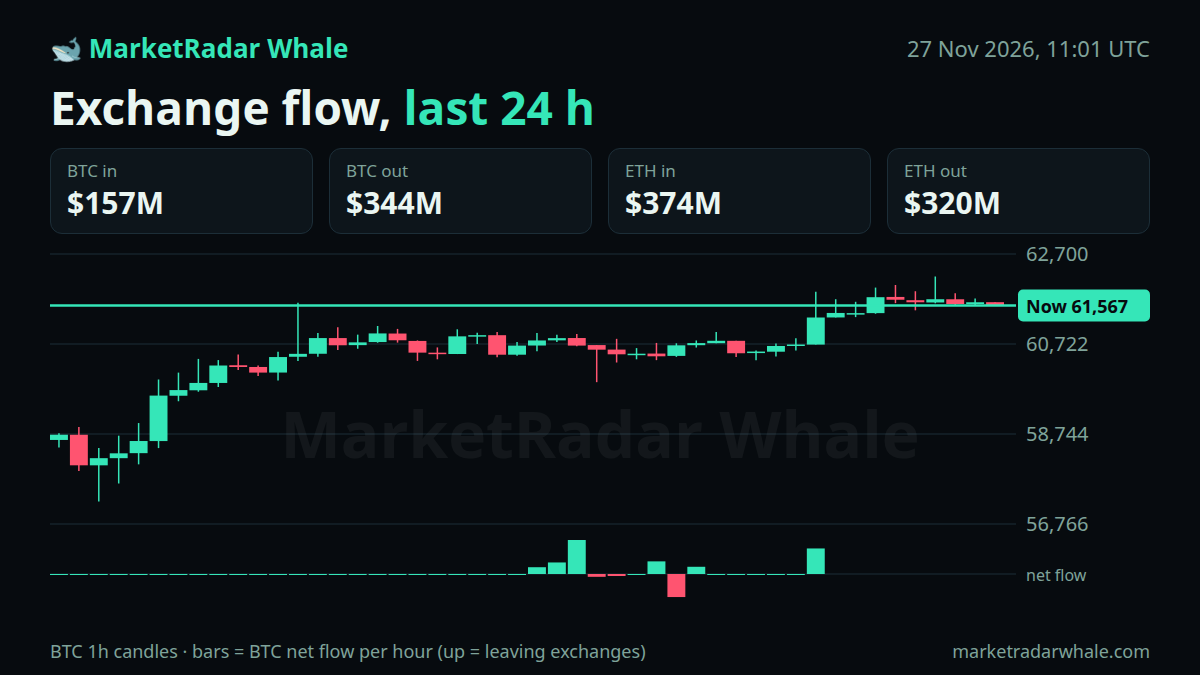 🐋 MarketRadar Whale
27 Nov 2026, 11:01 UTC
Exchange flow, last 24 h
BTC in
$157M
BTC out
$344M
ETH in
$374M
ETH out
$320M
62,700
Now 61,567
60,722
MarketRadar Whale
58,744
56,766
net flow
BTC 1h candles · bars = BTC net flow per hour (up = leaving exchanges)
marketradarwhale.com